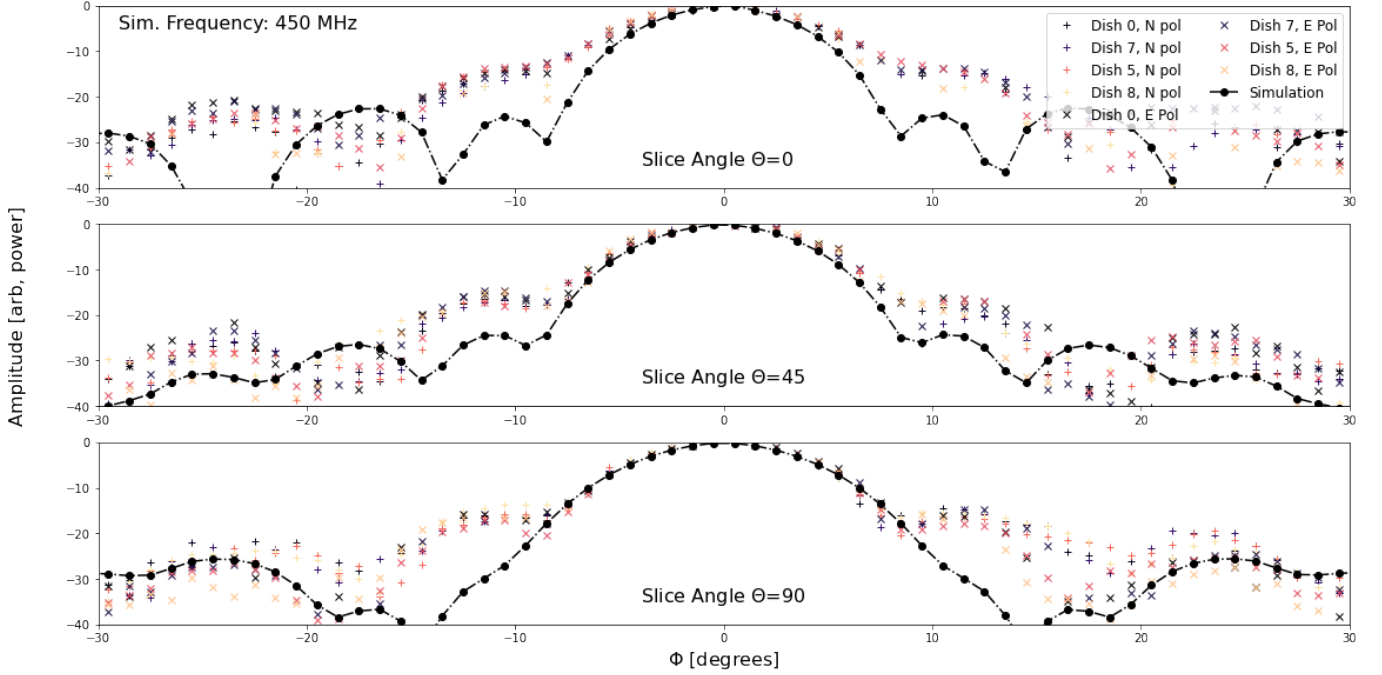 Sim. Frequency: 450 MHz
Dish 0, N pol
Dish 7, N pol
Dish 5, N pol
Dish 8, N pol
Dish 0, E Pol
Dish 7, E Pol
Dish 5, E Pol
Dish 8, E Pol
Simulation
0
−10
−20
−30
−40
Slice Angle Θ=0
−30
−20
−10
0
10
20
30
0
−10
−20
−30
−40
Slice Angle Θ=45
−30
−20
−10
0
10
20
30
0
−10
−20
−30
−40
Slice Angle Θ=90
−30
−20
−10
0
10
20
30
Amplitude [arb, power]
Φ [degrees]